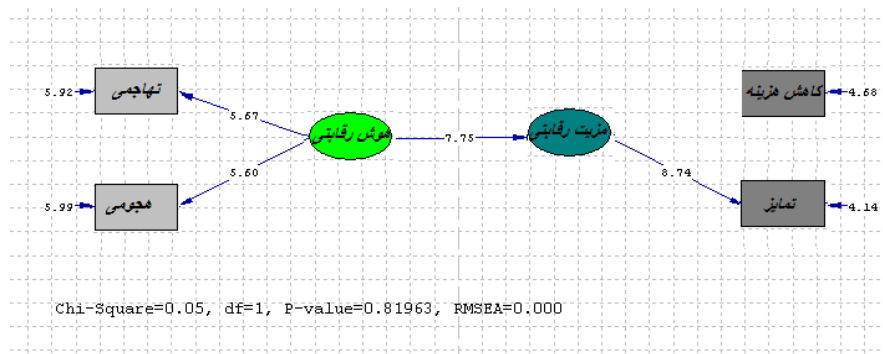 تهاجمی
5.92
5.67
هوش رقابتی
7.75
مزیت رقابتی
کاهش هزینه
4.68
5.60
8.74
هجومی
5.99
تمایز
4.14
Chi-Square=0.05, df=1, P-value=0.81963, RMSEA=0.000